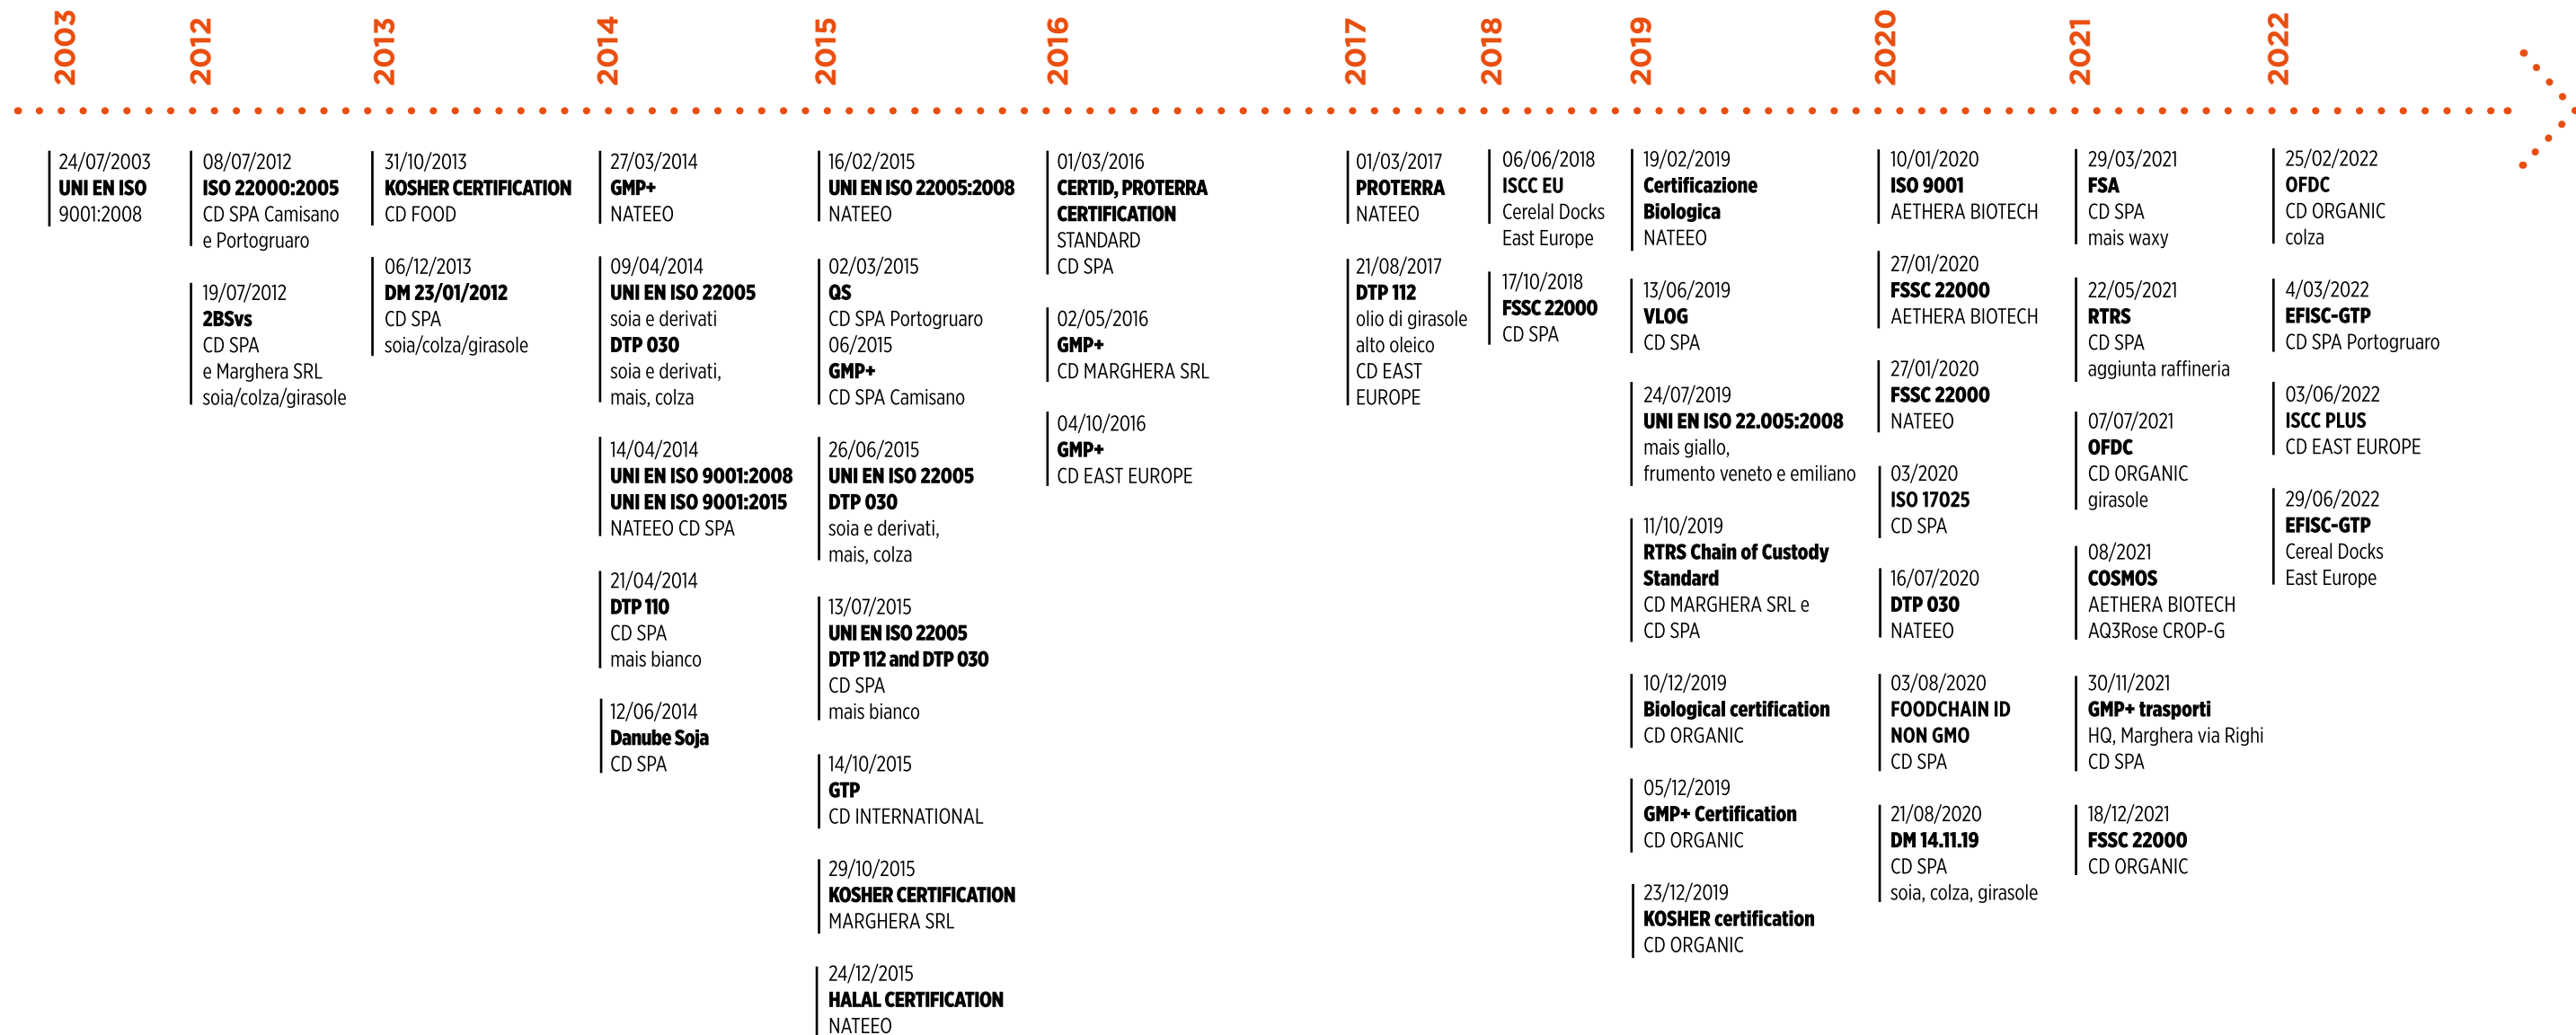 2003
2012
2013
2014
2015
2016
2017
2018
2019
2020
2021
2022
24/07/2003
UNI EN ISO
9001:2008
08/07/2012
ISO 22000:2005
CD SPA Camisano
e Portogruaro
19/07/2012
2BSvs
CD SPA
e Marghera SRL
soia/colza/girasole
31/10/2013
KOSHER CERTIFICATION
CD FOOD
06/12/2013
DM 23/01/2012
CD SPA
soia/colza/girasole
27/03/2014
GMP+
NATEEO
09/04/2014
UNI EN ISO 22005
soia e derivati
DTP 030
soia e derivati,
mais, colza
14/04/2014
UNI EN ISO 9001:2008
UNI EN ISO 9001:2015
NATEEO CD SPA
21/04/2014
DTP 110
CD SPA
mais bianco
12/06/2014
Danube Soja
CD SPA
16/02/2015
UNI EN ISO 22005:2008
NATEEO
02/03/2015
QS
CD SPA Portogruaro
06/2015
GMP+
CD SPA Camisano
26/06/2015
UNI EN ISO 22005
DTP 030
soia e derivati,
mais, colza
13/07/2015
UNI EN ISO 22005
DTP 112 and DTP 030
CD SPA
mais bianco
14/10/2015
GTP
CD INTERNATIONAL
29/10/2015
KOSHER CERTIFICATION
MARGHERA SRL
24/12/2015
HALAL CERTIFICATION
NATEEO
01/03/2016
CERTID, PROTERRA
CERTIFICATION
STANDARD
CD SPA
02/05/2016
GMP+
CD MARGHERA SRL
04/10/2016
GMP+
CD EAST EUROPE
01/03/2017
PROTERRA
NATEEO
21/08/2017
DTP 112
olio di girasole
alto oleico
CD EAST
EUROPE
06/06/2018
ISCC EU
Cerelal Docks
East Europe
17/10/2018
FSSC 22000
CD SPA
19/02/2019
Certificazione
Biologica
NATEEO
13/06/2019
VLOG
CD SPA
24/07/2019
UNI EN ISO 22.005:2008
mais giallo,
frumento veneto e emiliano
11/10/2019
RTRS Chain of Custody
Standard
CD MARGHERA SRL e
CD SPA
10/12/2019
Biological certification
CD ORGANIC
05/12/2019
GMP+ Certification
CD ORGANIC
23/12/2019
KOSHER certification
CD ORGANIC
10/01/2020
ISO 9001
AETHERA BIOTECH
27/01/2020
FSSC 22000
AETHERA BIOTECH
27/01/2020
FSSC 22000
NATEEO
03/2020
ISO 17025
CD SPA
16/07/2020
DTP 030
NATEEO
03/08/2020
FOODCHAIN ID
NON GMO
CD SPA
21/08/2020
DM 14.11.19
CD SPA
soia, colza, girasole
29/03/2021
FSA
CD SPA
mais waxy
22/05/2021
RTRS
CD SPA
aggiunta raffineria
07/07/2021
OFDC
CD ORGANIC
girasole
08/2021
COSMOS
AETHERA BIOTECH
AQ3Rose CROP-G
30/11/2021
GMP+ trasporti
HQ, Marghera via Righi
CD SPA
18/12/2021
FSSC 22000
CD ORGANIC
25/02/2022
OFDC
CD ORGANIC
colza
4/03/2022
EFISC-GTP
CD SPA Portogruaro
03/06/2022
ISCC PLUS
CD EAST EUROPE
29/06/2022
EFISC-GTP
Cereal Docks
East Europe